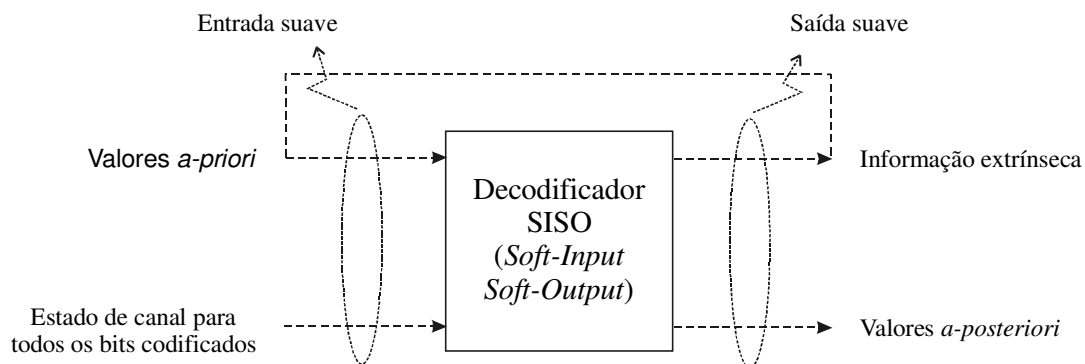 Entrada suave
Saída suave
Valores a-priori
Informação extrínseca
Decodificador
SISO
(Soft-Input
Soft-Output)
Estado de canal para
todos os bits codificados
Valores a-posteriori